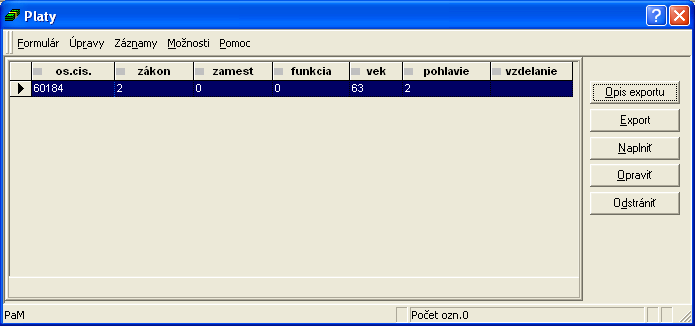 Platy
Formulár Úpravy Záznamy Možnosti Pomoc
os.cis. zákon zamest funkcia vek pohlavie vzdelanie
60184 2 0 0 63 2
Opis exportu
Export
Naplniť
Opraviť
Odstrániť
PaM Počet ozn.0